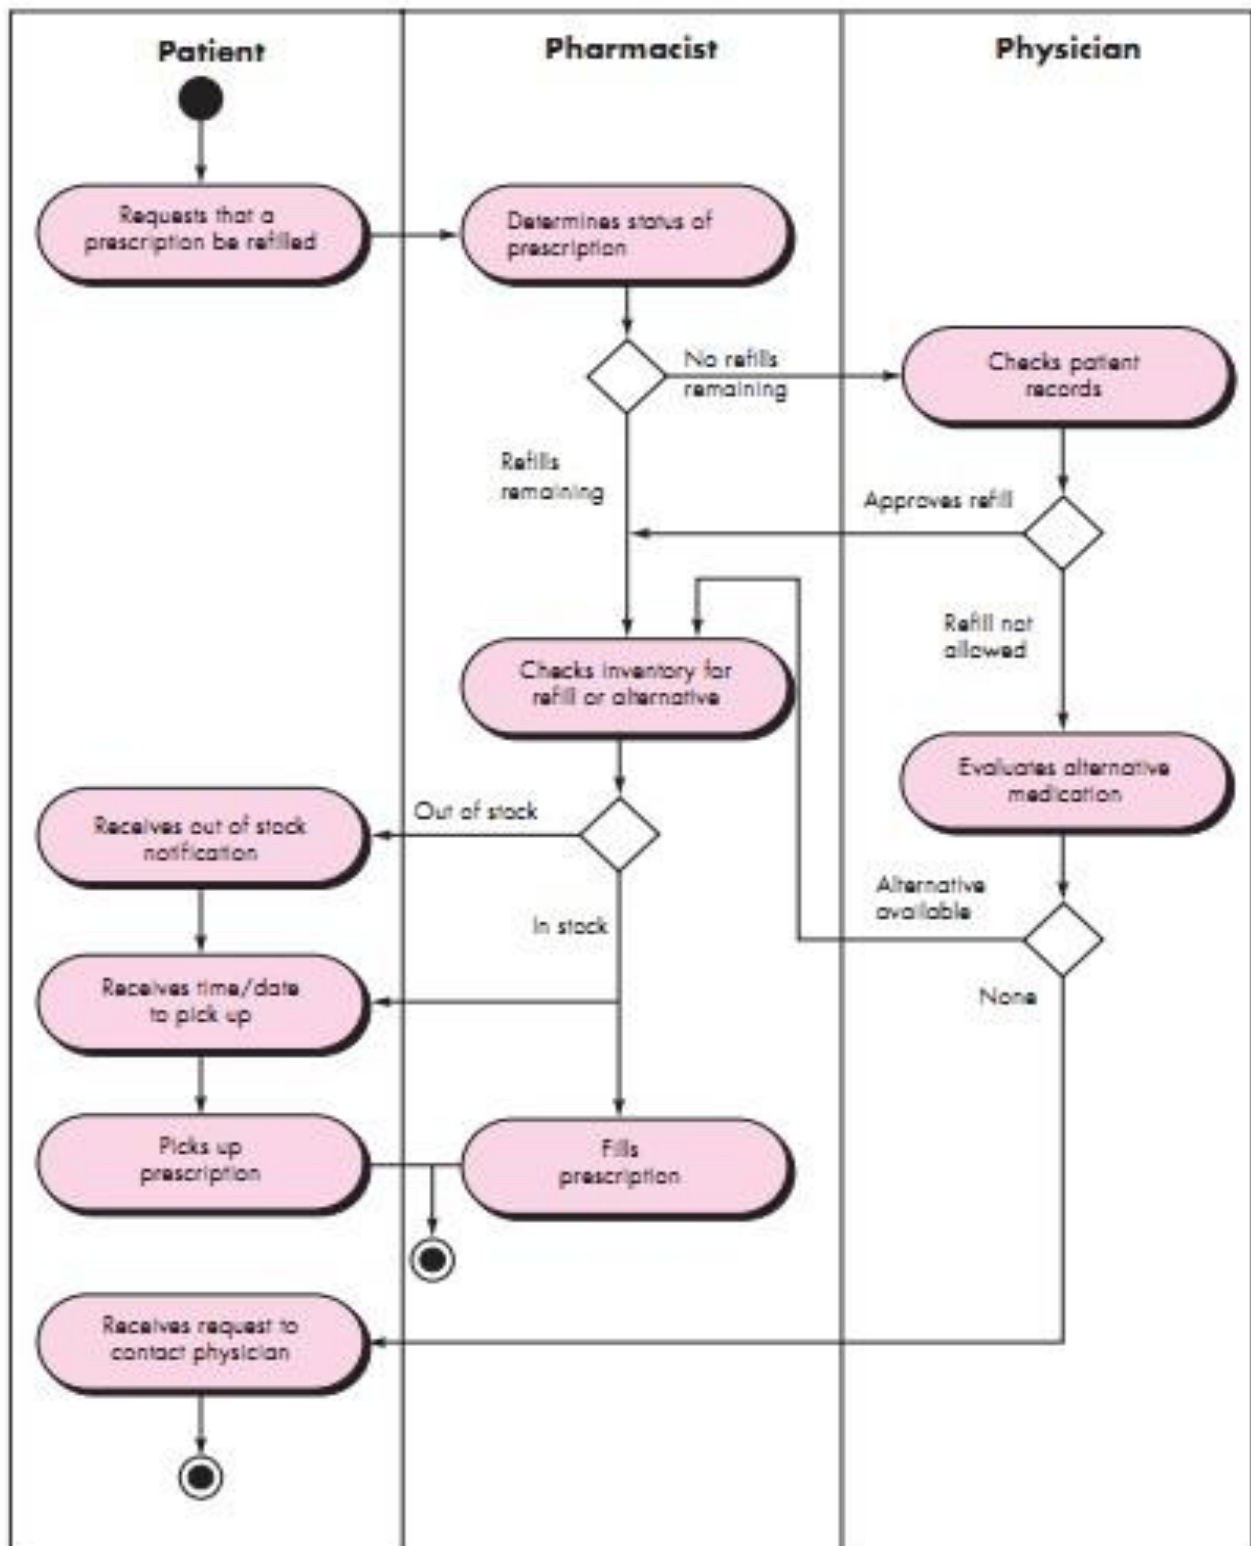 Patient
Pharmacist
Physician
Requests that a
prescription be refilled
Determines status of
prescription
No refills
remaining
Checks patient
records
Refills
remaining
Approves refill
Refill not
allowed
Checks inventory for
refill or alternative
Evaluates alternative
medication
Out of stock
Receives out of stock
notification
Alternative
available
In stock
None
Receives time/date
to pick up
Picks up
prescription
Fills
prescription
Receives request to
contact physician